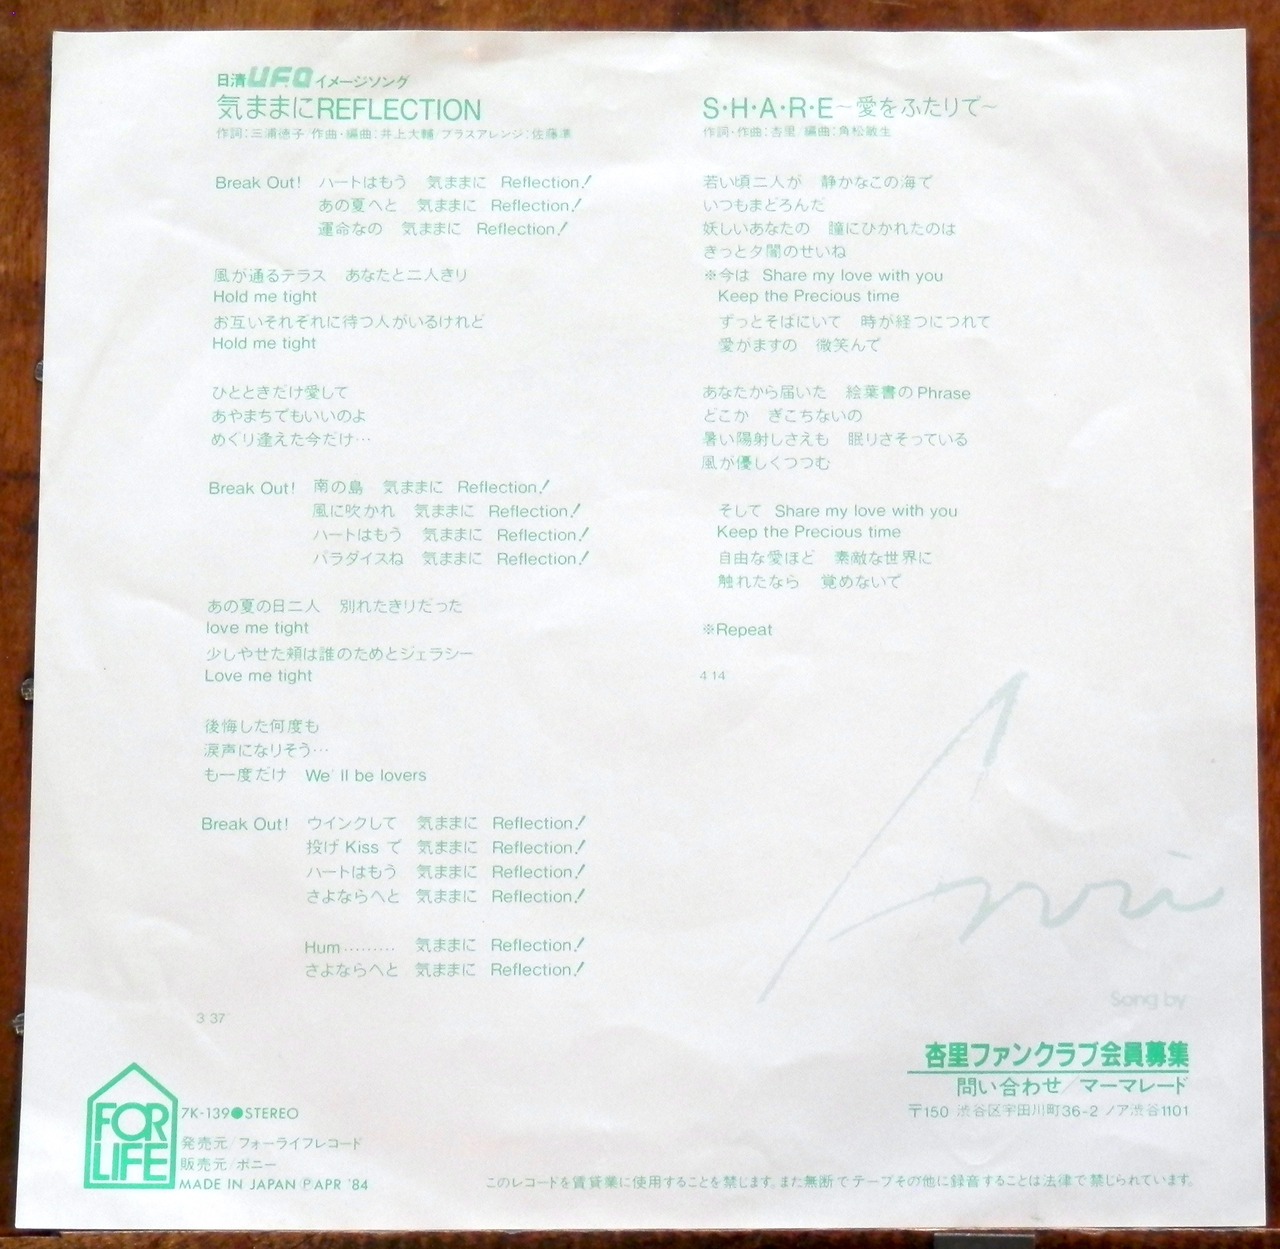 日清UFOイメージソング
気ままにREFLECTION
作詞：三浦徳子/作曲・編曲：井上大輔/ブラスアレンジ：佐藤準
Break Out! ハートはもう 気ままに Reflection!
あの夏へと 気ままに Reflection!
運命なの 気ままに Reflection!
風が通るテラス あなたと二人きり
Hold me tight
お互いそれぞれに待つ人がいるけれど
Hold me tight
ひとときだけ愛して
あやまちでもいいのよ
めぐり逢えた今だけ…
Break Out! 南の島 気ままに Reflection!
風に吹かれ 気ままに Reflection!
ハートはもう 気ままに Reflection!
パラダイスね 気ままに Reflection!
あの夏の日二人 別れたきりだった
love me tight
少しやせた頬は誰のためとジェラシー
Love me tight
後悔した何度も
涙声になりそう…
も一度だけ We' ll be lovers
Break Out! ウインクして 気ままに Reflection!
投げ Kiss で 気ままに Reflection!
ハートはもう 気ままに Reflection!
さよならへと 気ままに Reflection!
Hum……… 気ままに Reflection!
さよならへと 気ままに Reflection!
3'37"
S・H・A・R・E〜愛をふたりで〜
作詞・作曲：杏里/編曲：角松敏生
若い頃二人が 静かなこの海で
いつもまどろんだ
妖しいあなたの 瞳にひかれたのは
きっと夕闇のせいね
※今は Share my love with you
Keep the Precious time
ずっとそばにいて 時が経つにつれて
愛がますの 微笑んで
あなたから届いた 絵葉書の Phrase
どこか ぎこちないの
暑い陽射しさえも 眠りさそっている
風が優しくつつむ
そして Share my love with you
Keep the Precious time
自由な愛ほど 素敵な世界に
触れたなら 覚めないで
※Repeat
4'14"
Anri
Song by
杏里ファンクラブ会員募集
問い合わせ/マーマレード
〒150 渋谷区宇田川町36-2 ノア渋谷1101
FOR LIFE
7K-139●STEREO
発売元/フォーライフレコード
販売元/ポニー
MADE IN JAPAN ⓅAPR '84
このレコードを賃貸業に使用することを禁じます。また無断でテープその他に録音することは法律で禁じられています。